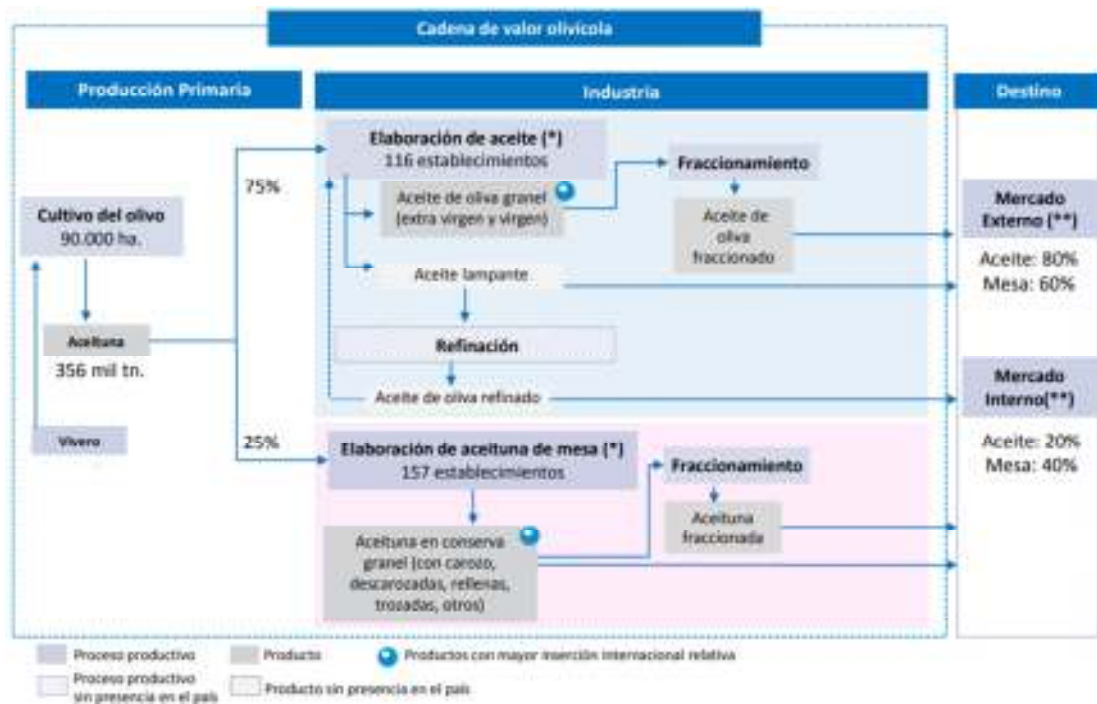 Cadena de valor olivícola
Producción Primaria
Industria
Destino
Elaboración de aceite (*)
116 establecimientos
75%
Aceite de oliva granel
(extra virgen y virgen)
Fraccionamiento
Aceite de
oliva
fraccionado
Cultivo del olivo
90.000 ha.
Aceite lampante
Mercado
Externo (**)
Aceite: 80%
Mesa: 60%
Aceituna
356 mil tn.
Refinación
Aceite de oliva refinado
Mercado
Interno(**)
Aceite: 20%
Mesa: 40%
Vivero
25%
Elaboración de aceituna de mesa (*)
157 establecimientos
Fraccionamiento
Aceituna
fraccionada
Aceituna en conserva
granel (con carozo,
descarozadas, rellenas,
trozadas, otros)
Proceso productivo
Producto
Productos con mayor inserción internacional relativa
Proceso productivo
sin presencia en el país
Producto sin presencia en el país